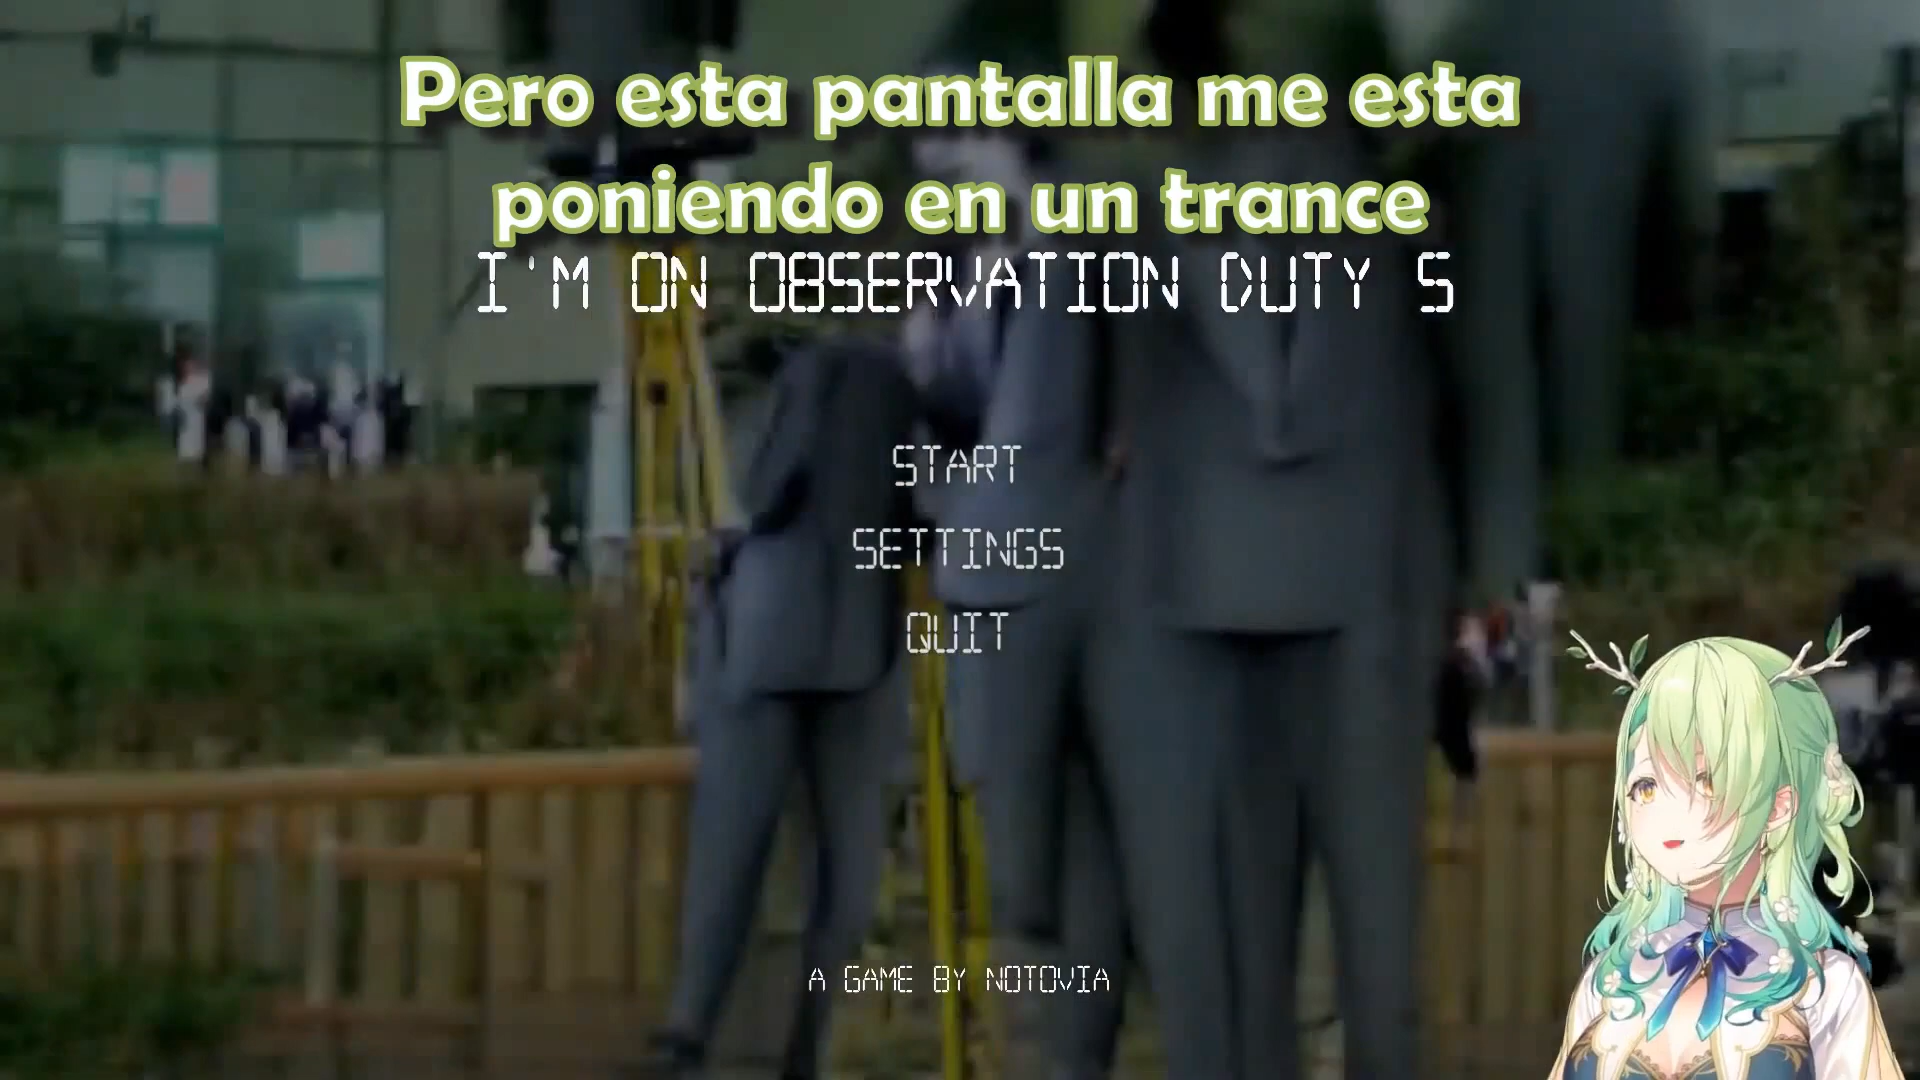 Pero esta pantalla me esta
poniendo en un trance
I'M ON OBSERVATION DUTY 5
START
SETTINGS
QUIT
A GAME BY NOTOVIA